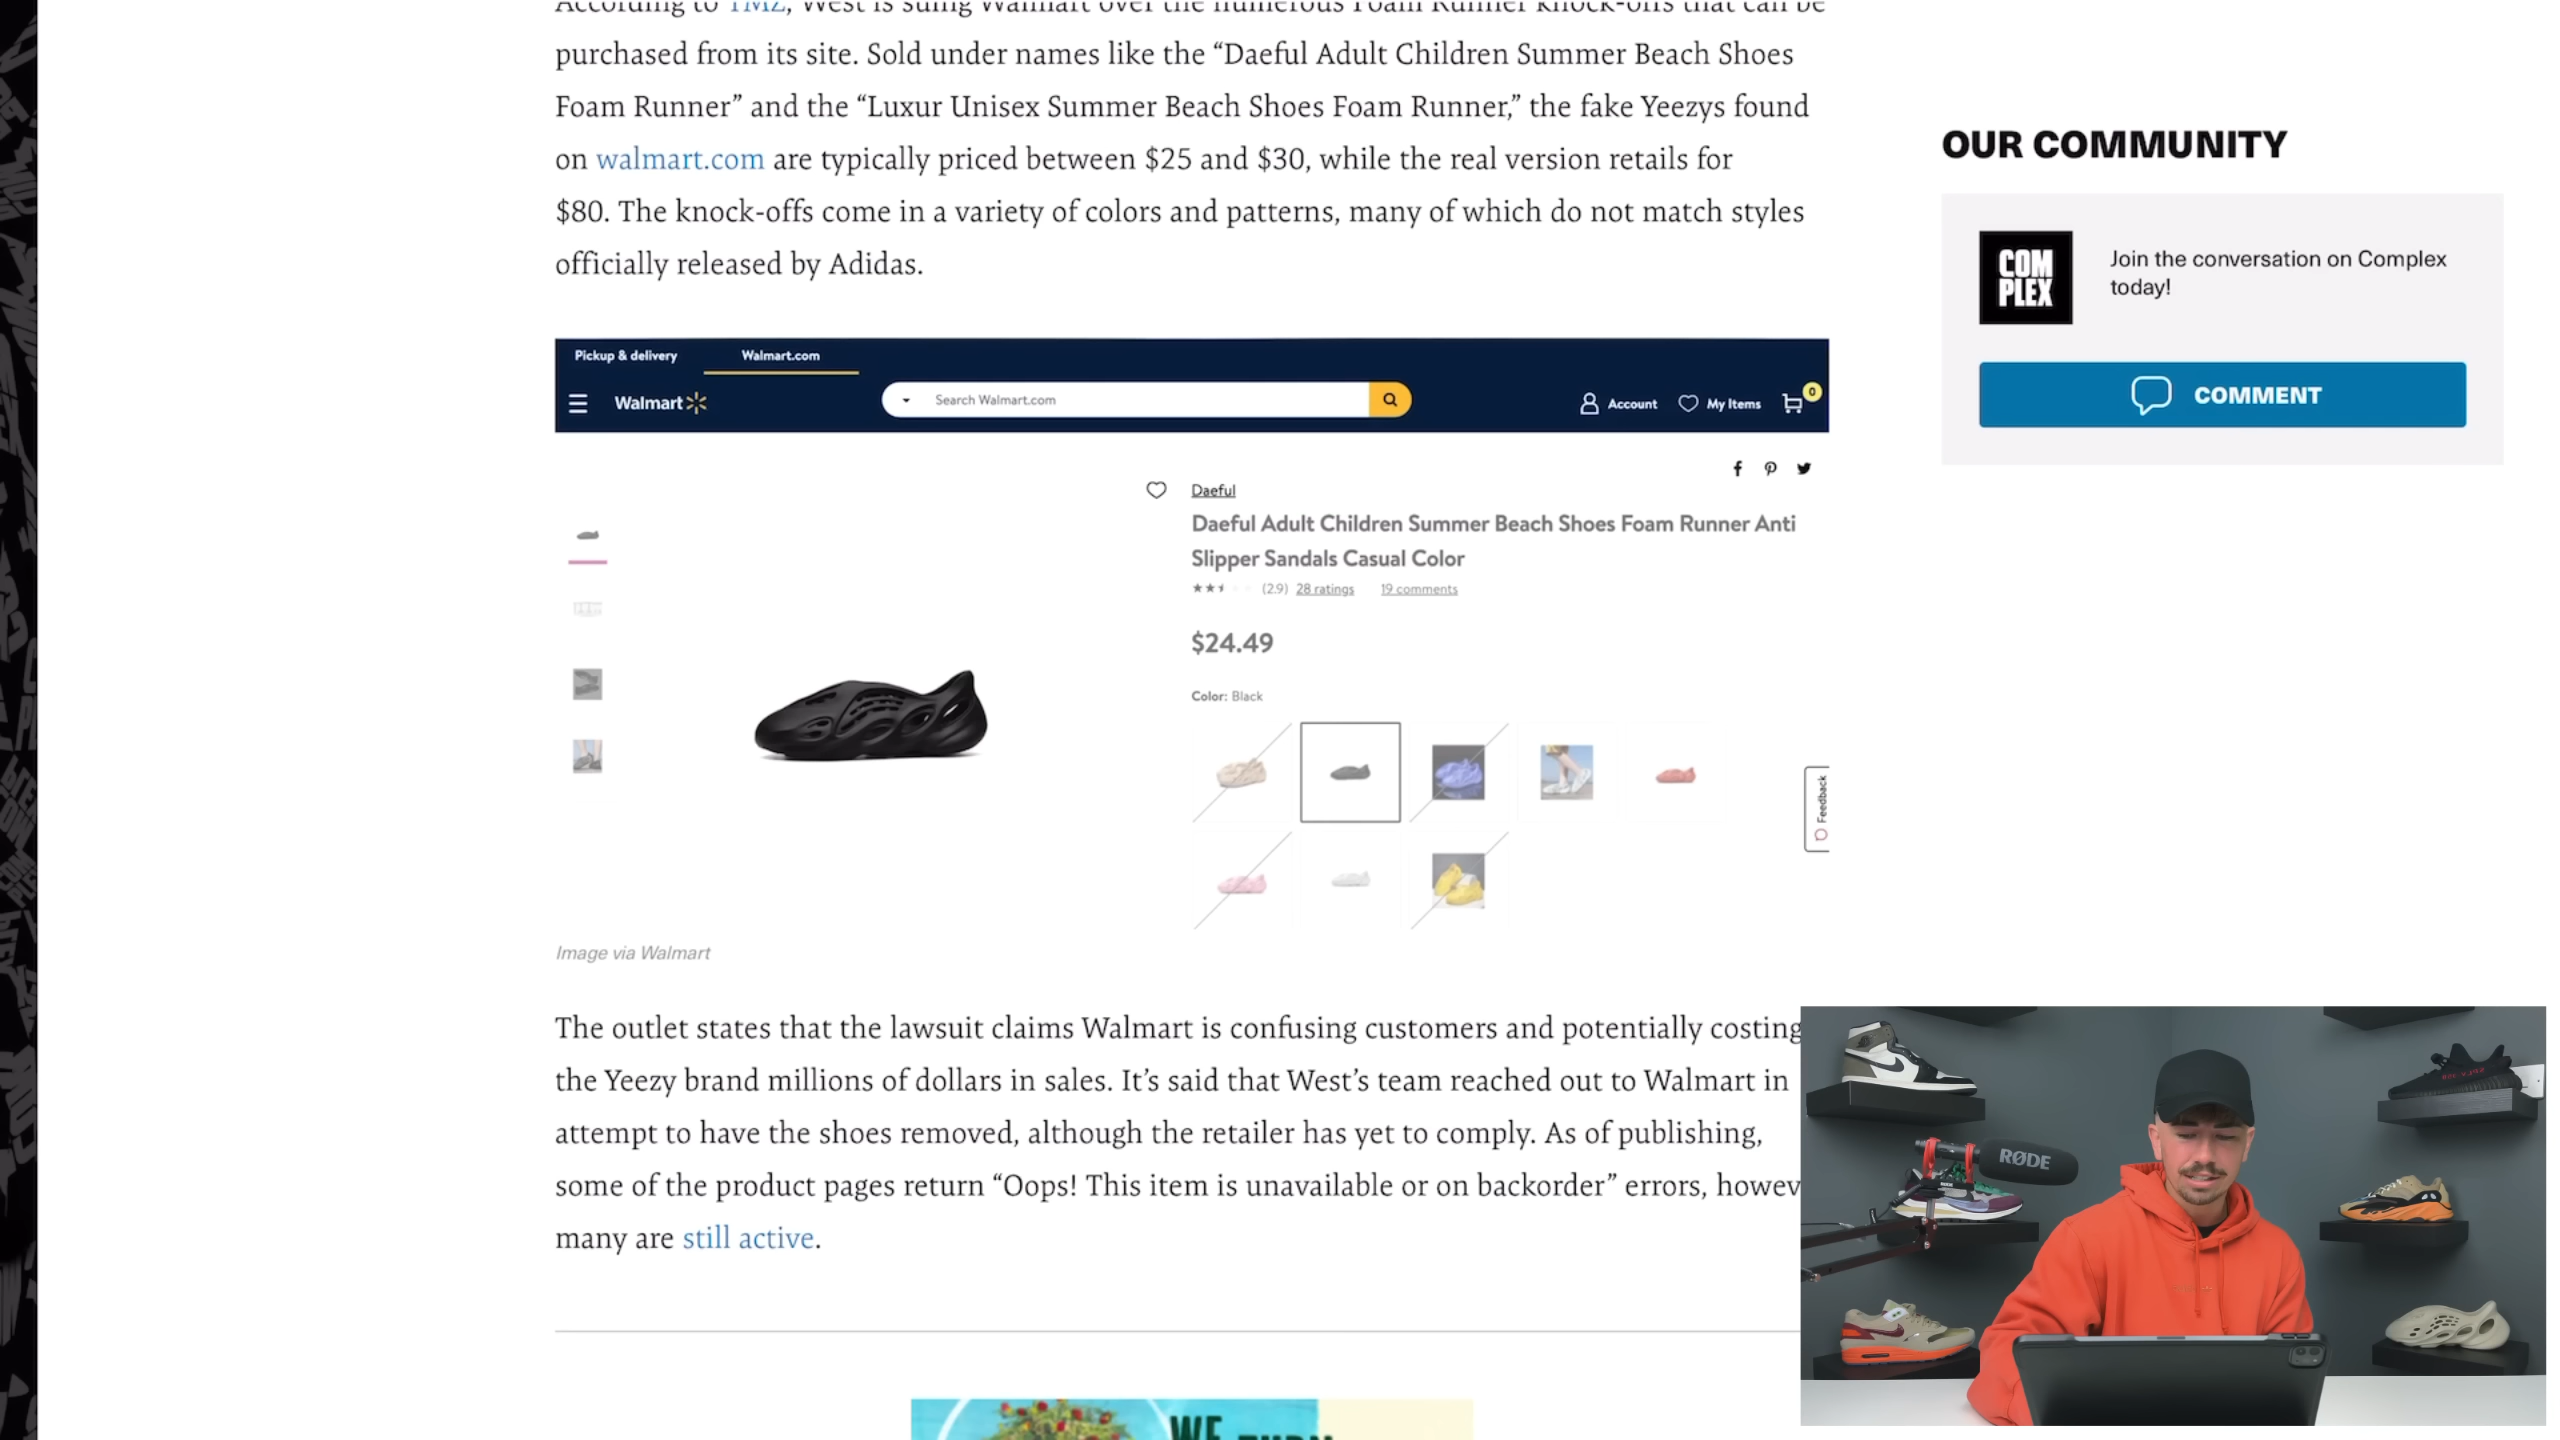 According to TMZ, West is suing Walmart over the numerous Foam Runner knock-offs that can be
purchased from its site. Sold under names like the “Daeful Adult Children Summer Beach Shoes
Foam Runner” and the “Luxur Unisex Summer Beach Shoes Foam Runner,” the fake Yeezys found
on walmart.com are typically priced between $25 and $30, while the real version retails for
$80. The knock-offs come in a variety of colors and patterns, many of which do not match styles
officially released by Adidas.
OUR COMMUNITY
COM
PLEX
Join the conversation on Complex
today!
COMMENT
Pickup & delivery
Walmart.com
Walmart
Search Walmart.com
Account
My Items
0
Daeful
Daeful Adult Children Summer Beach Shoes Foam Runner Anti
Slipper Sandals Casual Color
(2.9) 28 ratings 19 comments
$24.49
Color: Black
Feedback
Image via Walmart
The outlet states that the lawsuit claims Walmart is confusing customers and potentially costing
the Yeezy brand millions of dollars in sales. It’s said that West’s team reached out to Walmart in
attempt to have the shoes removed, although the retailer has yet to comply. As of publishing,
some of the product pages return “Oops! This item is unavailable or on backorder” errors, howev
many are still active.
RØDE
WE